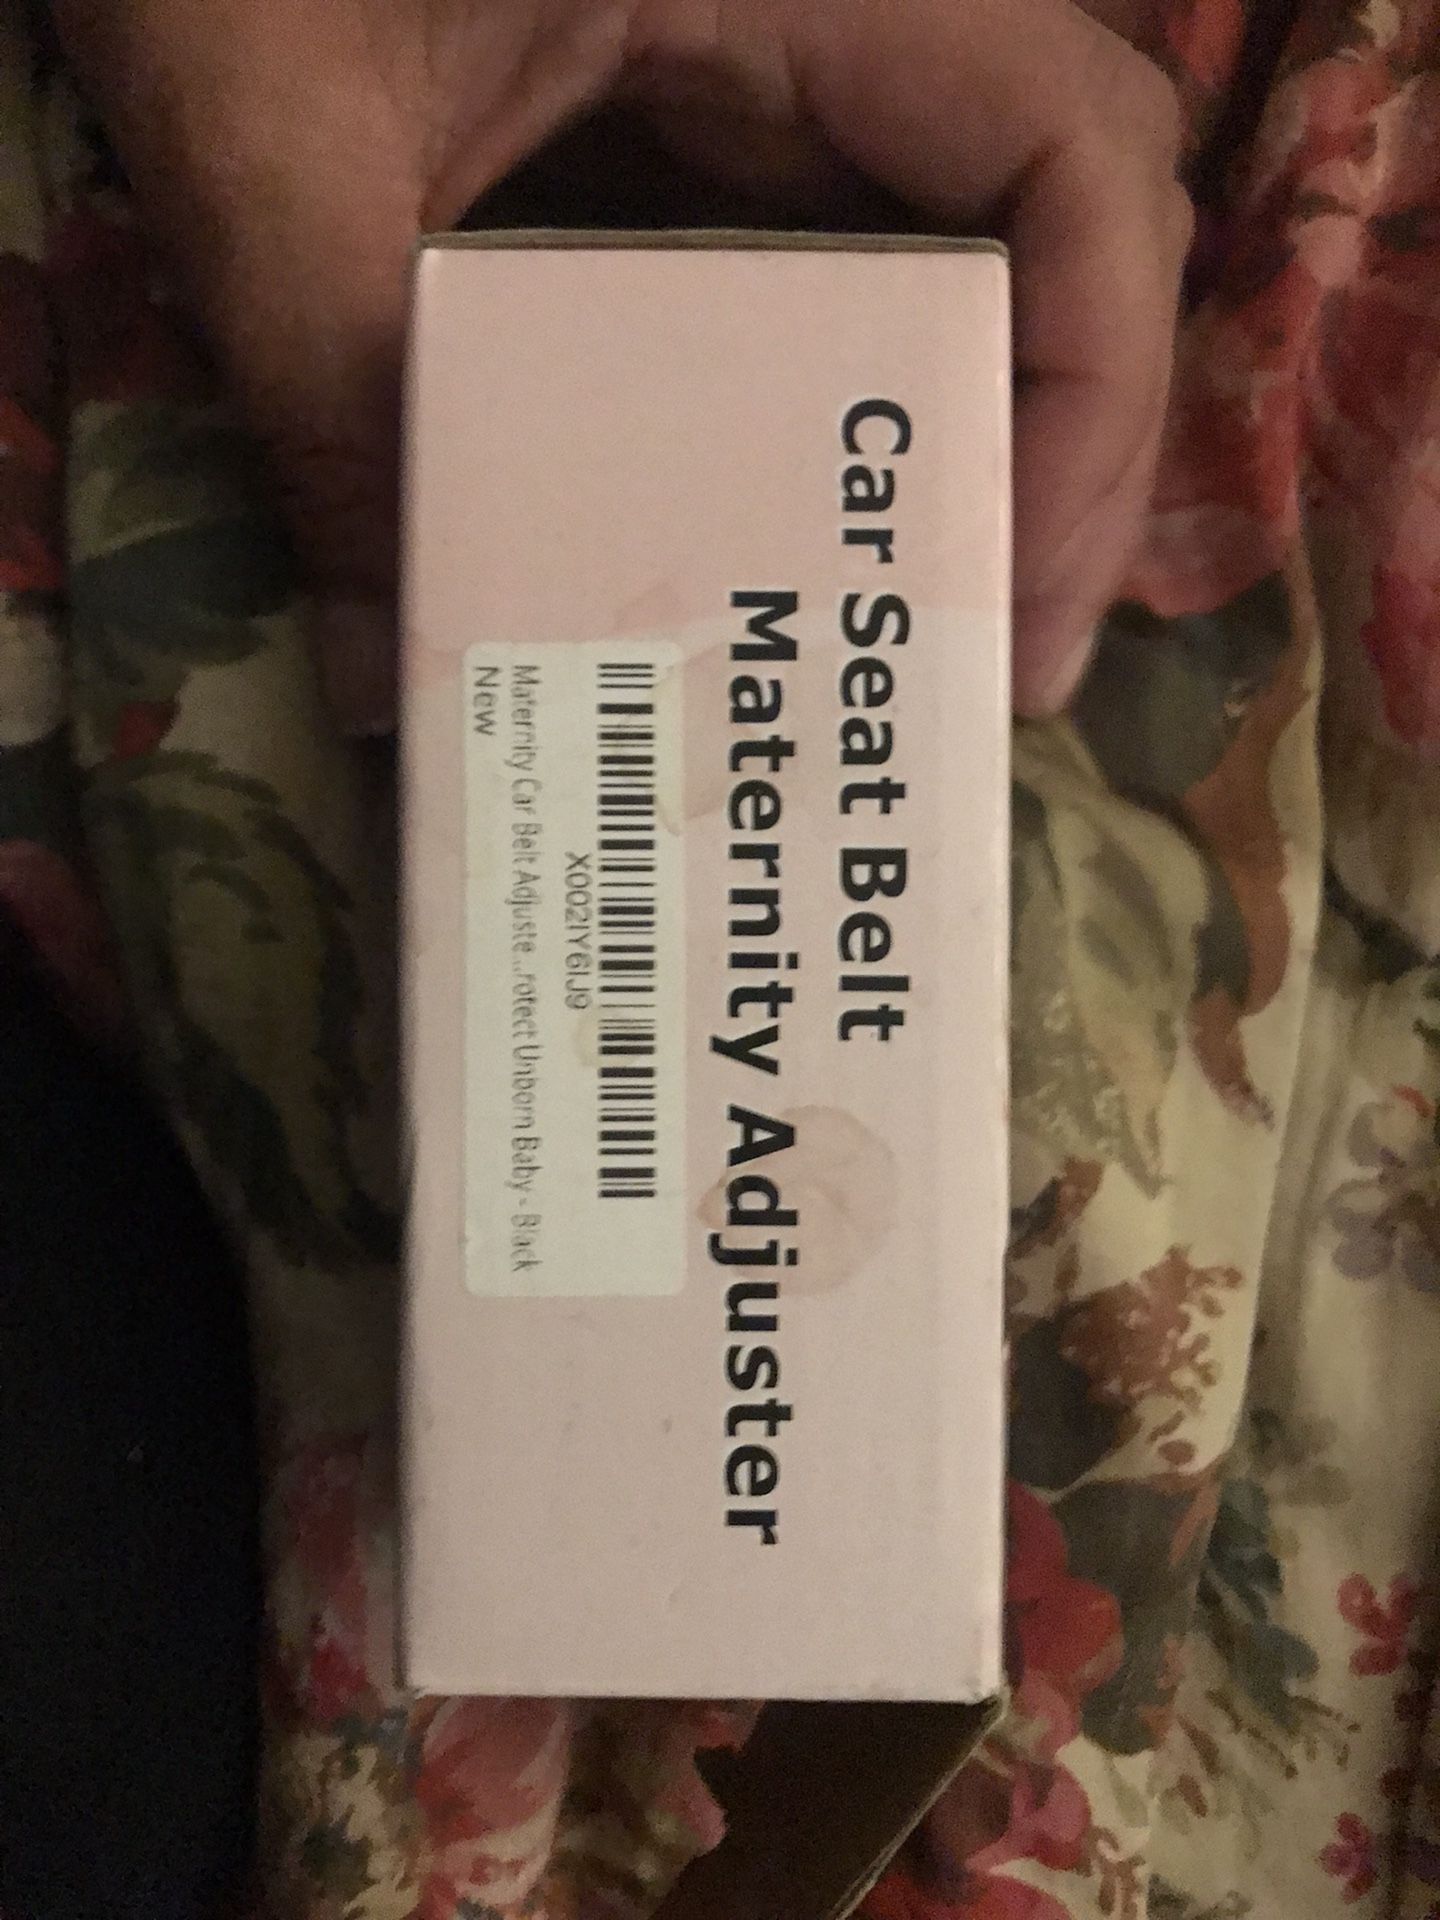 Car Seat Belt
Maternity Adjuster
X002IY6IJ9
Maternity Car Belt Adjuste...rotect Unborn Baby - Black
New